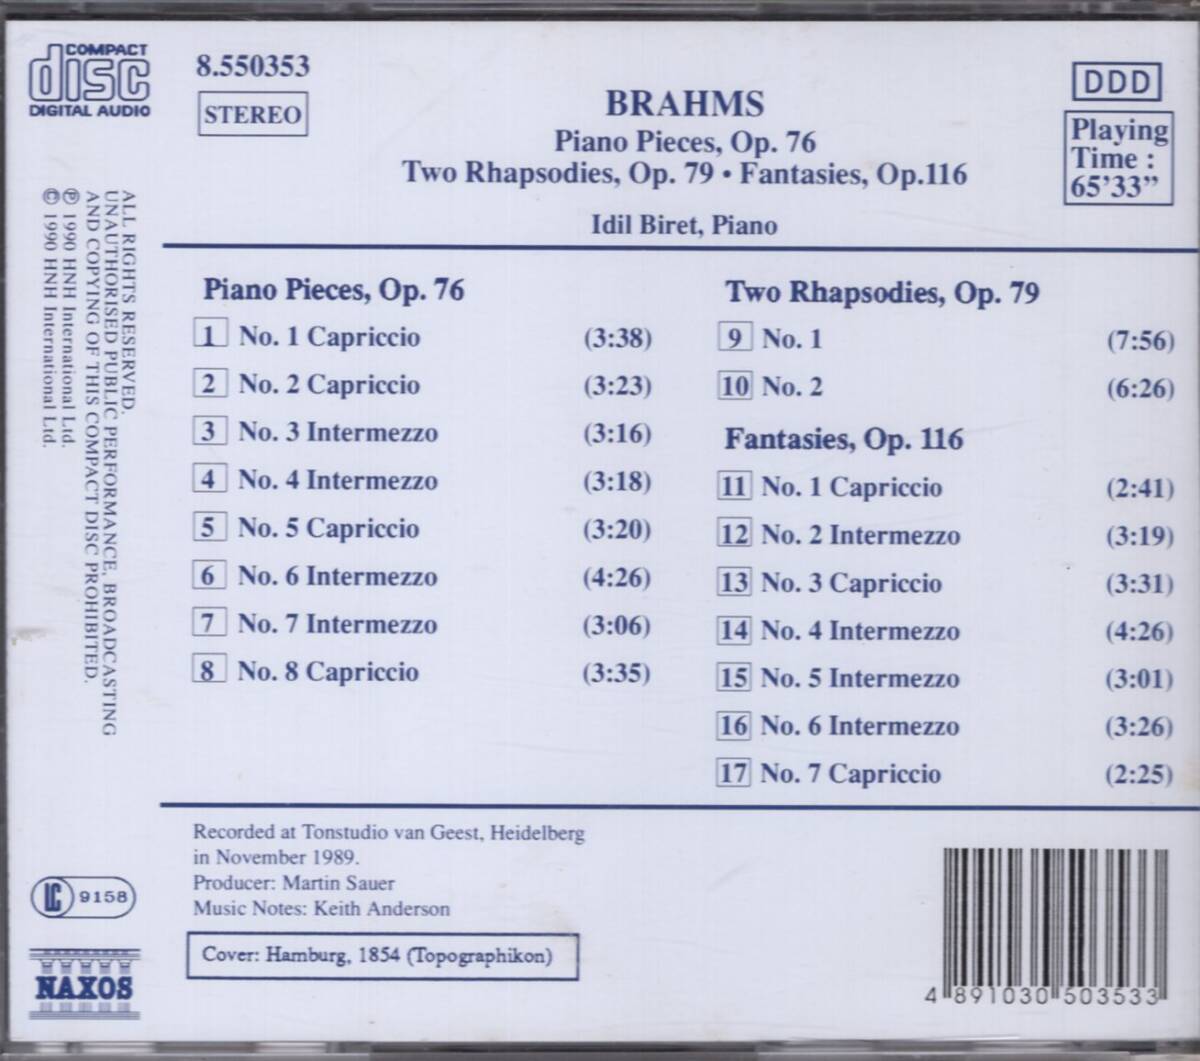 COMPACT
disc
DIGITAL AUDIO
8.550353
STEREO
BRAHMS
Piano Pieces, Op. 76
Two Rhapsodies, Op. 79 • Fantasies, Op.116
Idil Biret, Piano
DDD
Playing
Time :
65’33”
ALL RIGHTS RESERVED.
UNAUTHORISED PUBLIC PERFORMANCE, BROADCASTING
AND COPYING OF THIS COMPACT DISC PROHIBITED.
℗ 1990 HNH International Ltd.
© 1990 HNH International Ltd.
Piano Pieces, Op. 76
1 No. 1 Capriccio (3:38)
2 No. 2 Capriccio (3:23)
3 No. 3 Intermezzo (3:16)
4 No. 4 Intermezzo (3:18)
5 No. 5 Capriccio (3:20)
6 No. 6 Intermezzo (4:26)
7 No. 7 Intermezzo (3:06)
8 No. 8 Capriccio (3:35)
Two Rhapsodies, Op. 79
9 No. 1 (7:56)
10 No. 2 (6:26)
Fantasies, Op. 116
11 No. 1 Capriccio (2:41)
12 No. 2 Intermezzo (3:19)
13 No. 3 Capriccio (3:31)
14 No. 4 Intermezzo (4:26)
15 No. 5 Intermezzo (3:01)
16 No. 6 Intermezzo (3:26)
17 No. 7 Capriccio (2:25)
Recorded at Tonstudio van Geest, Heidelberg
in November 1989.
Producer: Martin Sauer
Music Notes: Keith Anderson
Cover: Hamburg, 1854 (Topographikon)
LC 9158
NAXOS
4 891030 503533